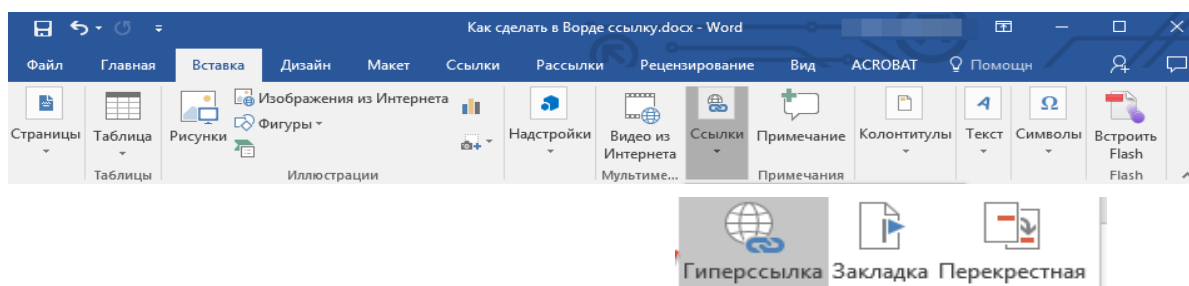 Как сделать в Ворде ссылку.docx - Word
Файл Главная Вставка Дизайн Макет Ссылки Рассылки Рецензирование Вид ACROBAT Помощн
Страницы Таблица Рисунки Изображения из Интернета Фигуры Надстройки Видео из Интернета Ссылки Примечание Колонтитулы Текст Символы Встроить Flash
Таблицы Иллюстрации Мультиме... Примечания Flash
Гиперссылка Закладка Перекрестная